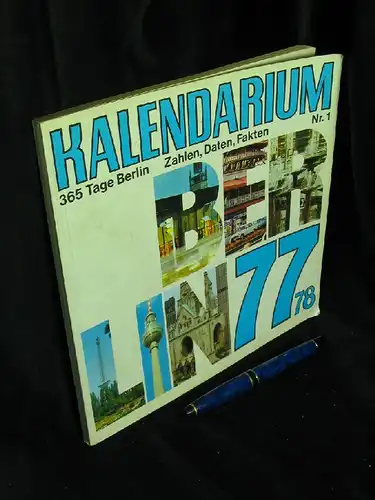 KALENDARIUM
365 Tage Berlin Zahlen, Daten, Fakten Nr. 1
BER
LIN 77
78